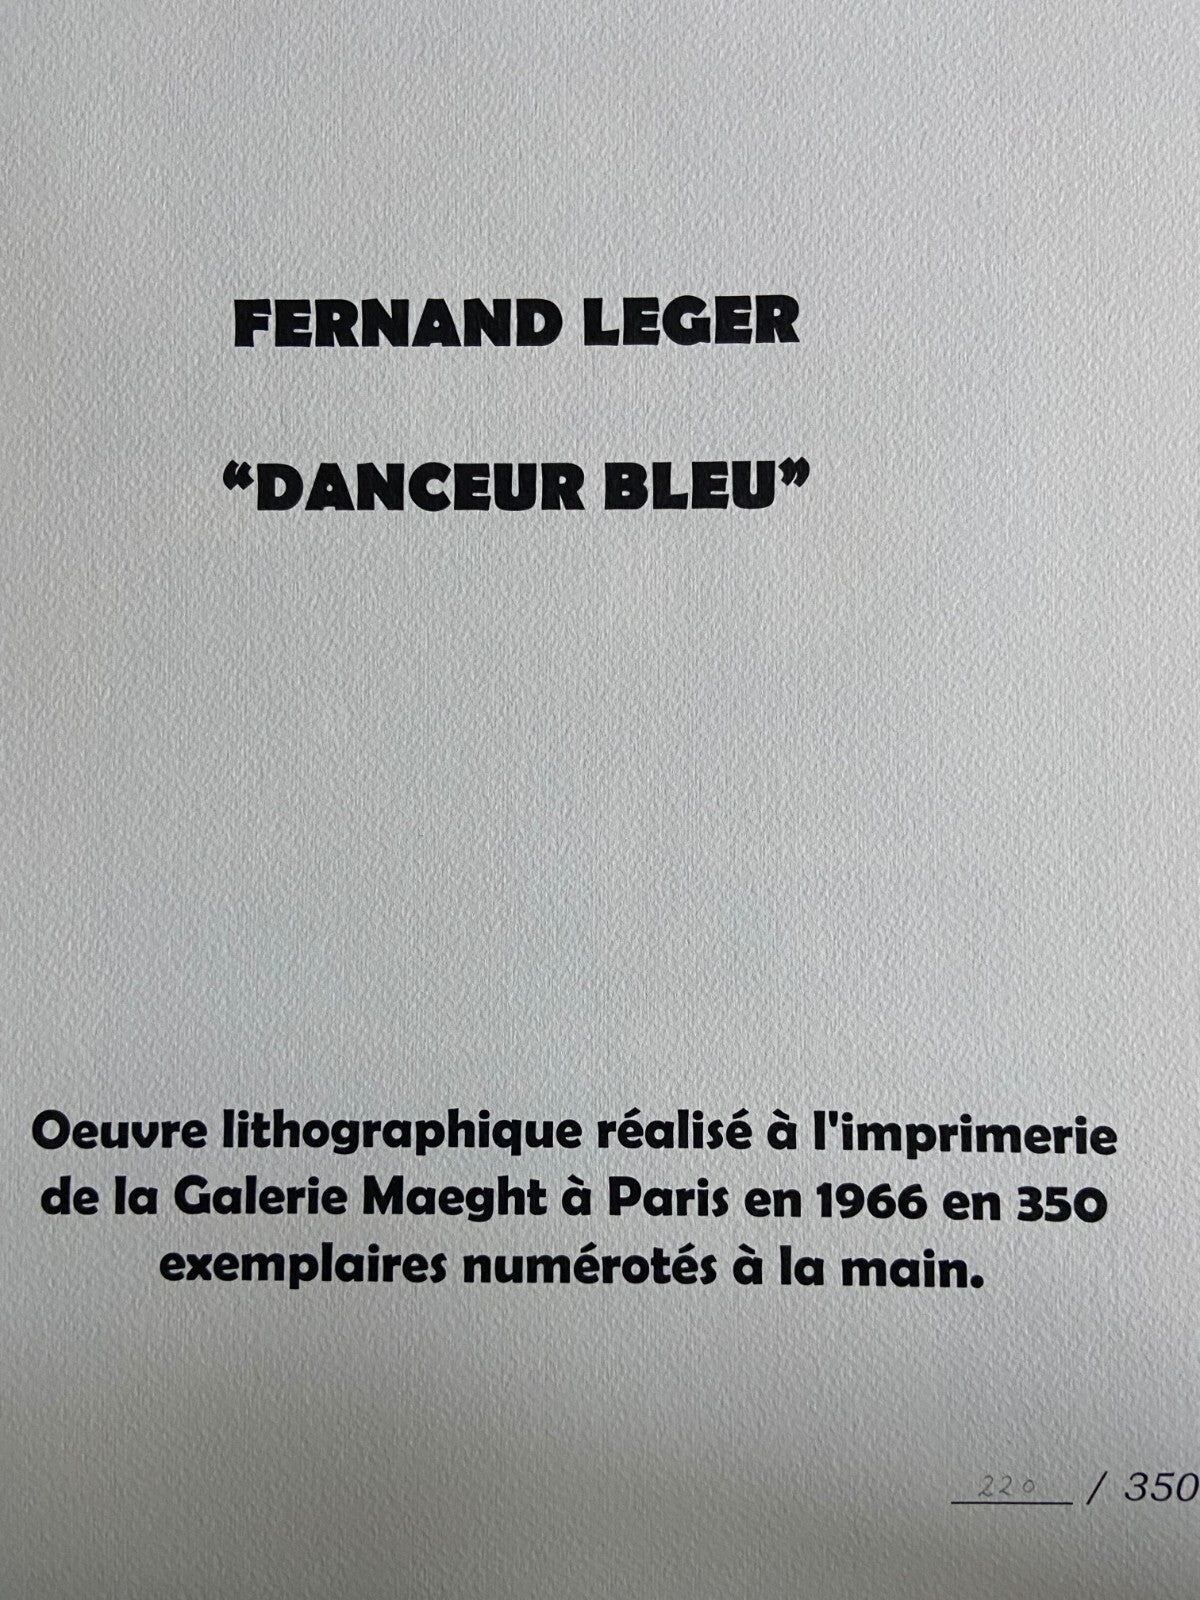 FERNAND LEGER
“DANCEUR BLEU”
Oeuvre lithographique réalisé à l'imprimerie
de la Galerie Maeght à Paris en 1966 en 350
exemplaires numérotés à la main.
220 / 350